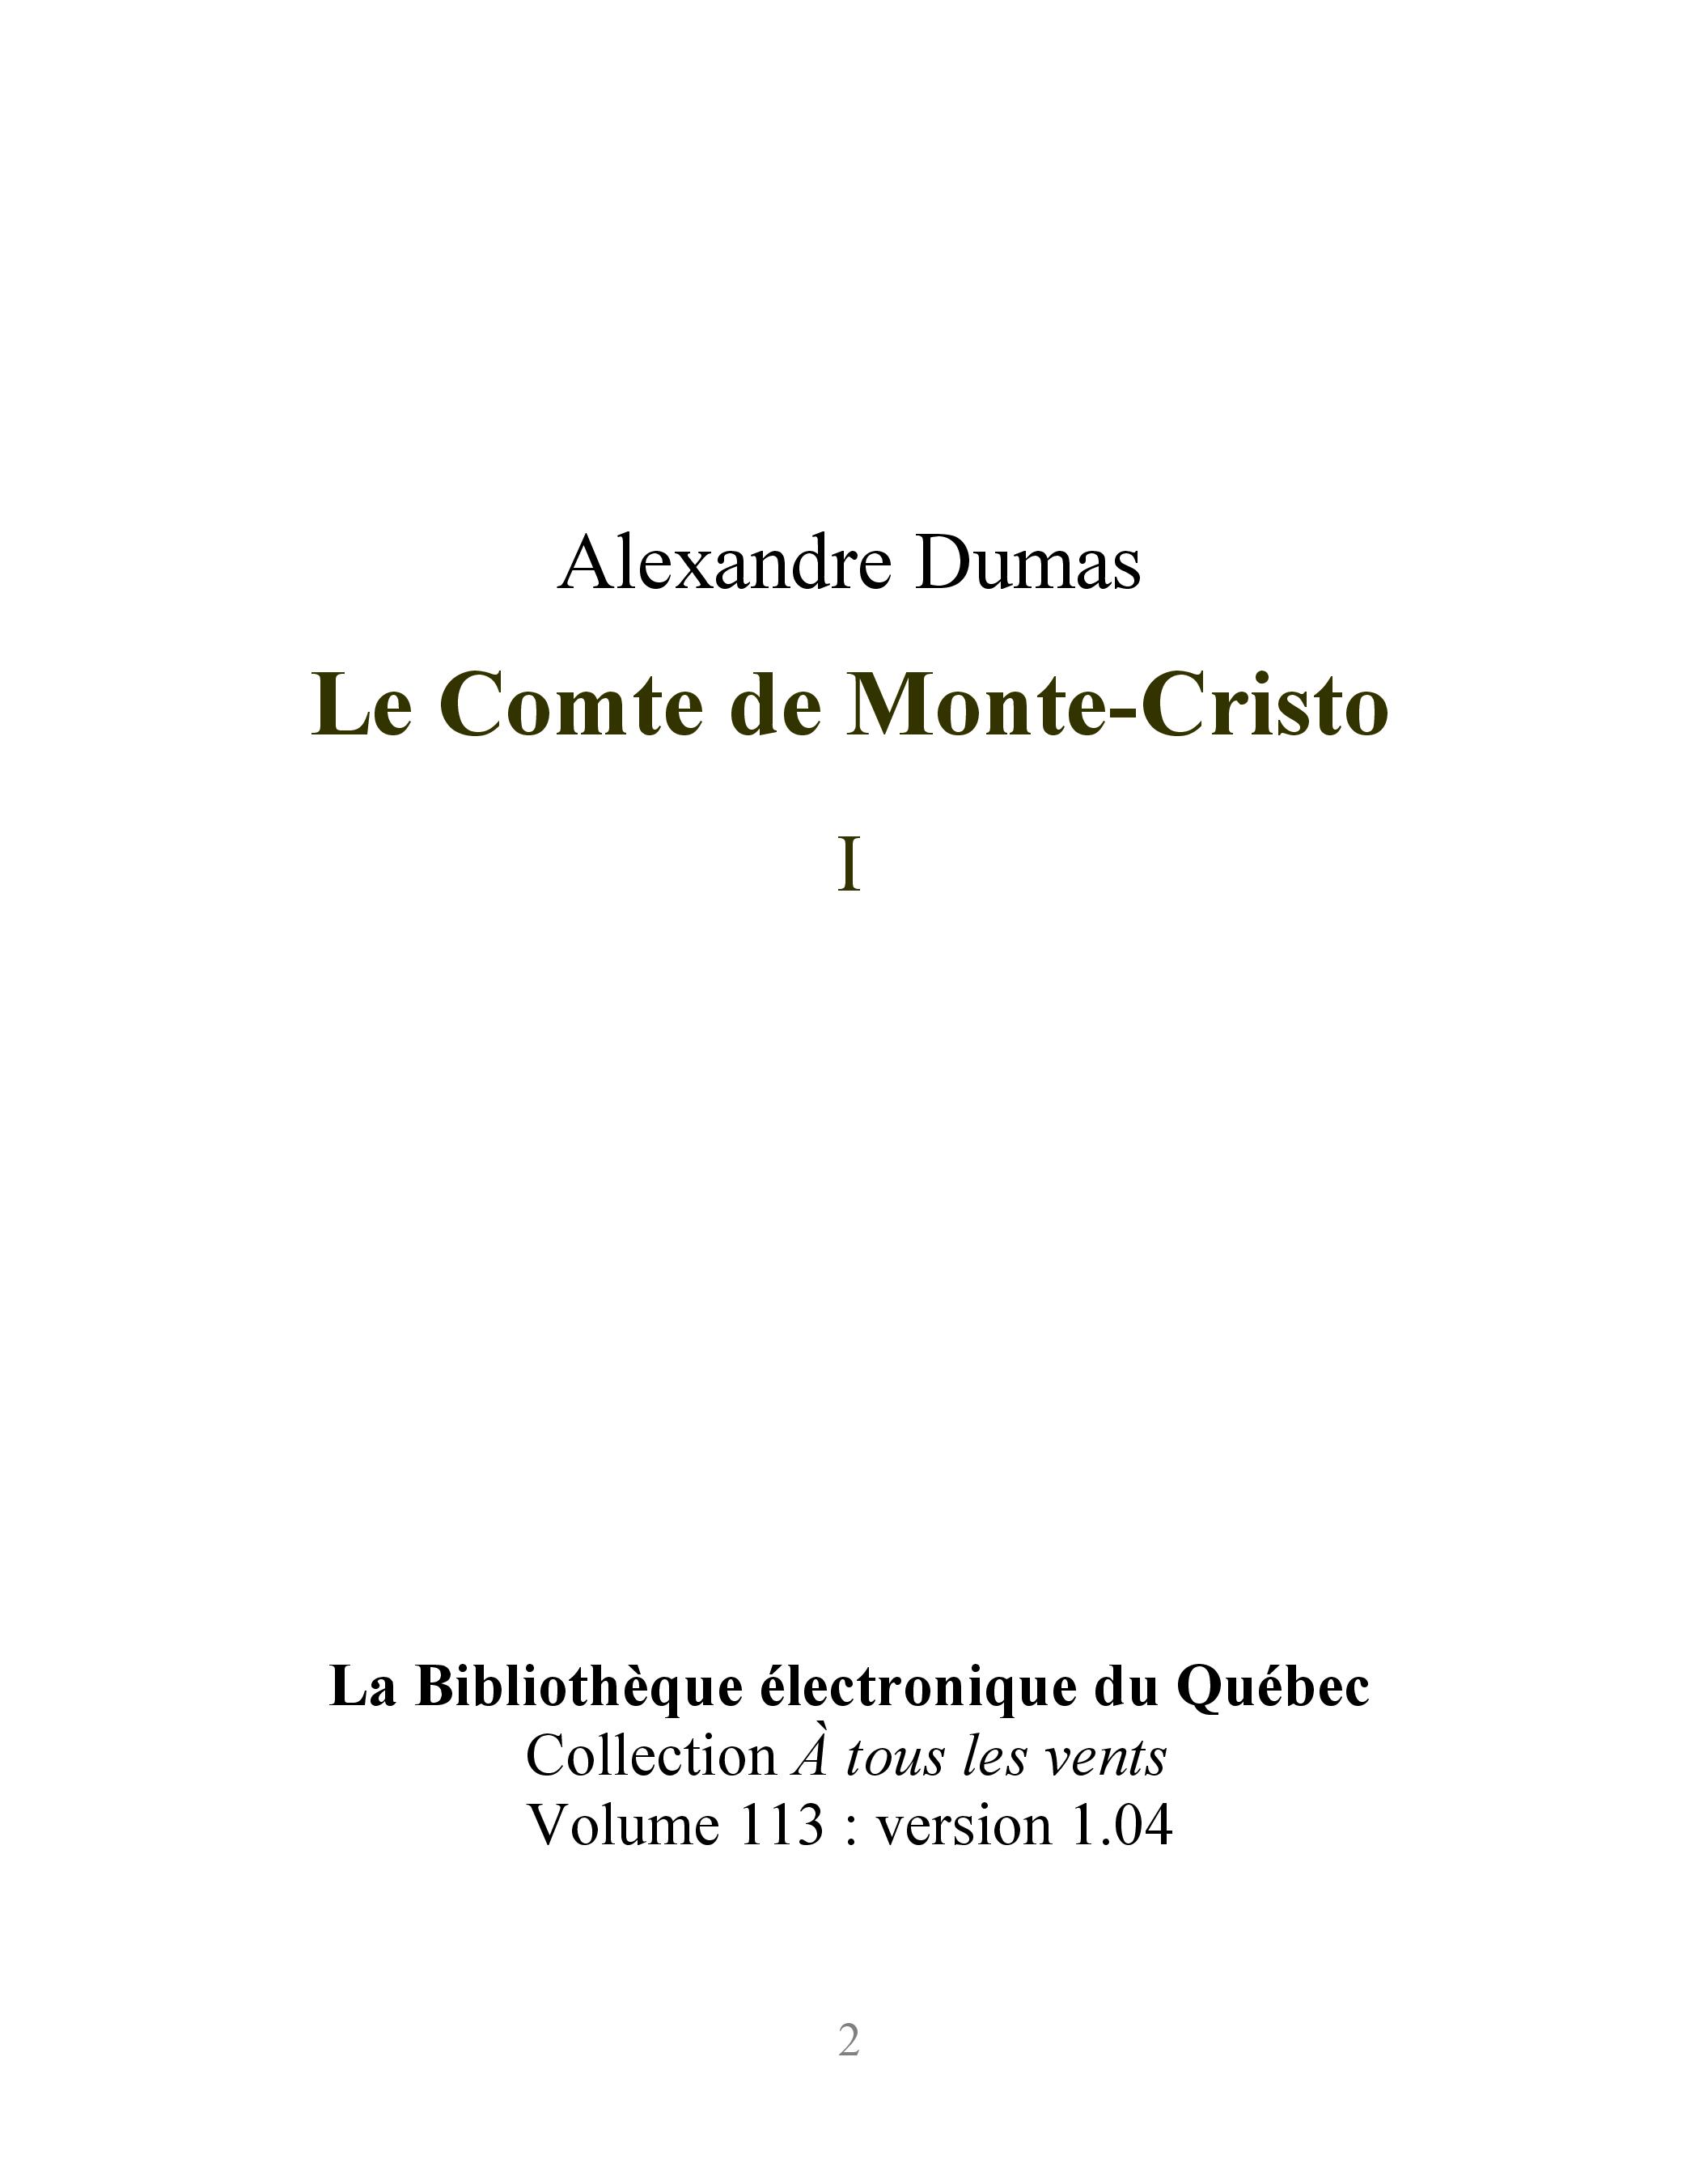 Alexandre Dumas
Le Comte de Monte-Cristo
I
La Bibliothèque électronique du Québec
Collection À tous les vents
Volume 113 : version 1.04
2